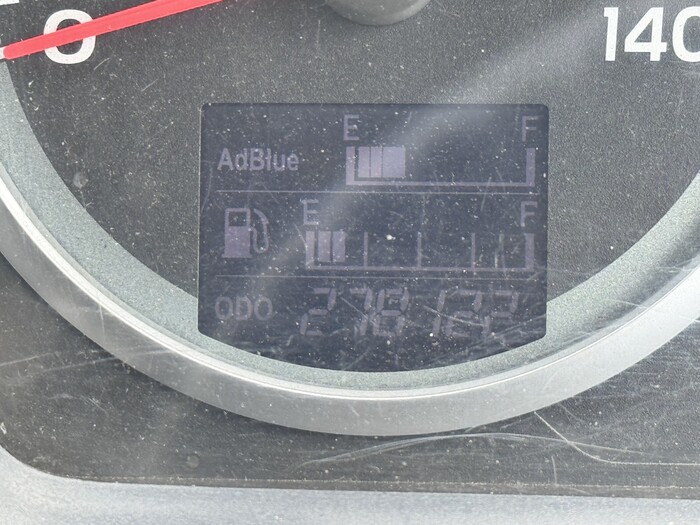 0
140
E F
AdBlue
E F
ODO 278122